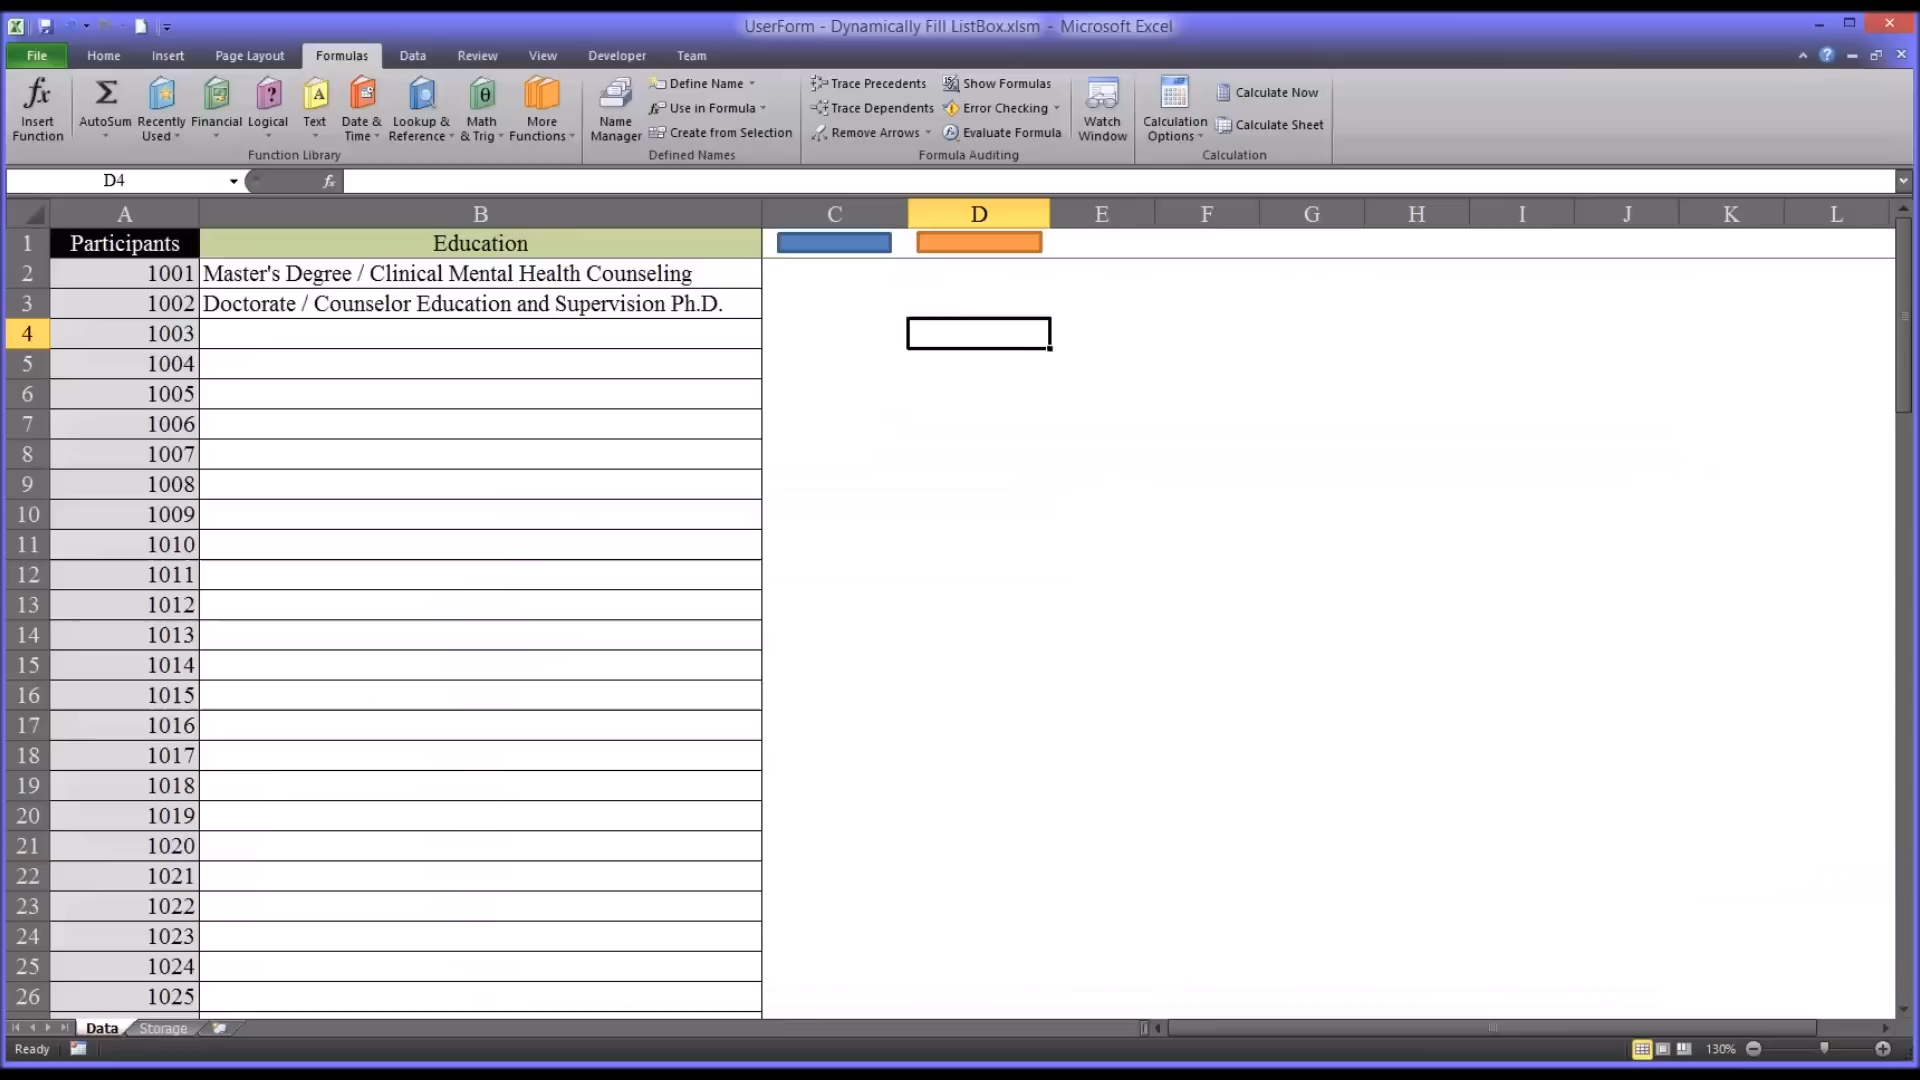 UserForm - Dynamically Fill ListBox.xlsm - Microsoft Excel
File Home Insert Page Layout Formulas Data Review View Developer Team
Insert Function
AutoSum
Recently Used
Financial
Logical
Text
Date & Time
Lookup & Reference
Math & Trig
More Functions
Function Library
Name Manager
Define Name
Use in Formula
Create from Selection
Defined Names
Trace Precedents
Trace Dependents
Remove Arrows
Show Formulas
Error Checking
Evaluate Formula
Formula Auditing
Watch Window
Calculation Options
Calculate Now
Calculate Sheet
Calculation
D4 fx
A B C D E F G H I J K L
1 Participants Education
2 1001 Master's Degree / Clinical Mental Health Counseling
3 1002 Doctorate / Counselor Education and Supervision Ph.D.
4 1003
5 1004
6 1005
7 1006
8 1007
9 1008
10 1009
11 1010
12 1011
13 1012
14 1013
15 1014
16 1015
17 1016
18 1017
19 1018
20 1019
21 1020
22 1021
23 1022
24 1023
25 1024
26 1025
Data Storage
Ready 130%